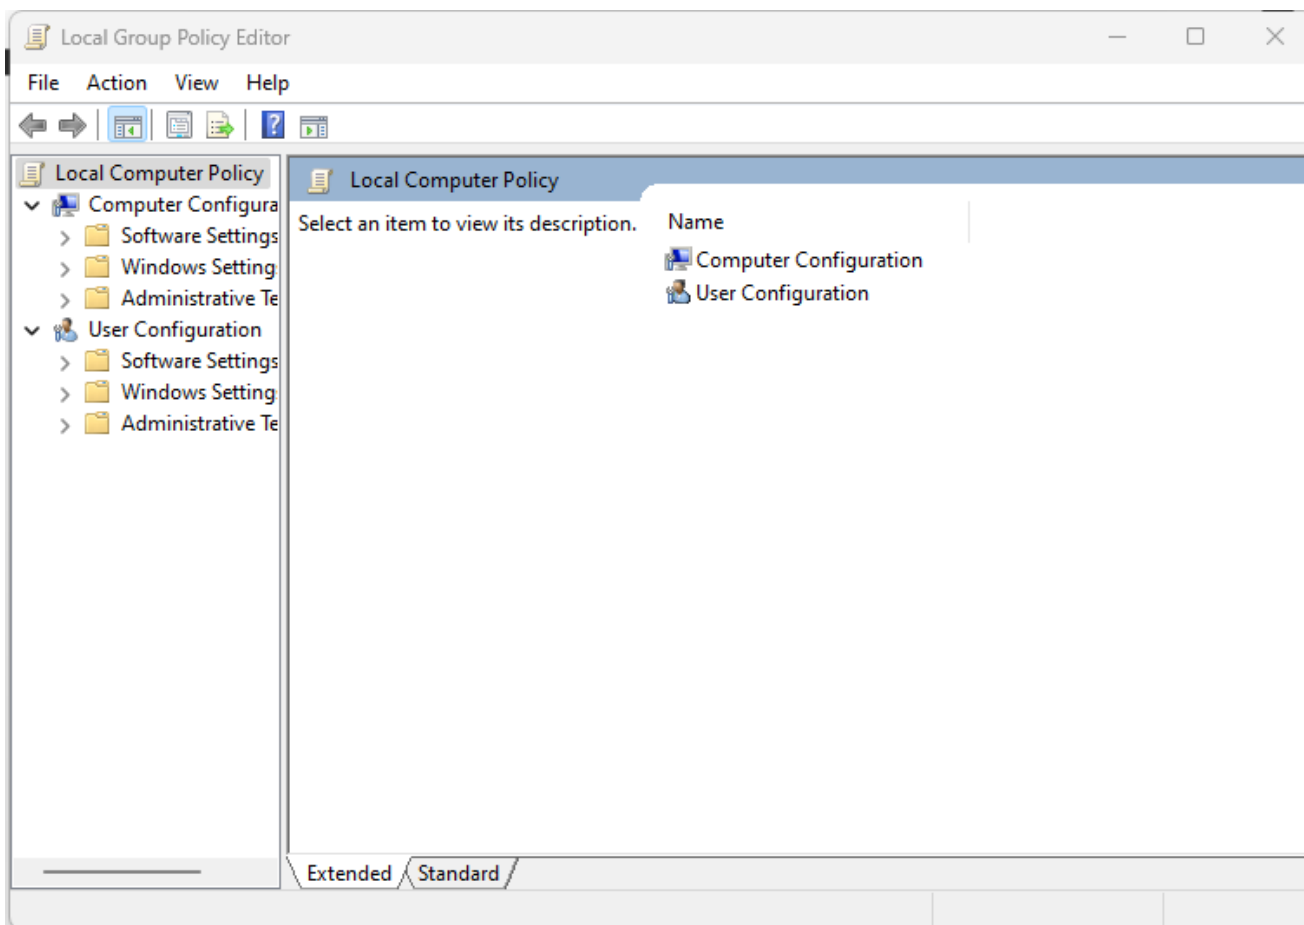 Local Group Policy Editor
File Action View Help
?
Local Computer Policy
Computer Configura
Software Settings
Windows Setting
Administrative Te
User Configuration
Software Settings
Windows Setting
Administrative Te
Local Computer Policy
Select an item to view its description.
Name
Computer Configuration
User Configuration
Extended Standard